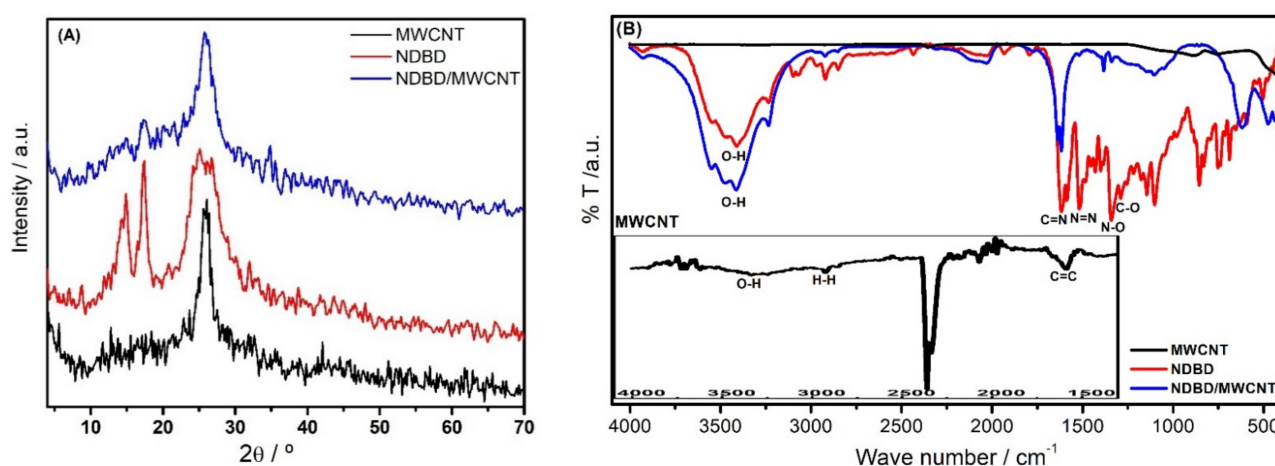 (A)
MWCNT
NDBD
NDBD/MWCNT
Intensity / a.u.
10 20 30 40 50 60 70
2θ / º
(B)
% T /a.u.
O-H
O-H
C=N
N=N
N-O
C-O
MWCNT
O-H
H-H
C=C
4000 3500 3000 2500 2000 1500
MWCNT
NDBD
NDBD/MWCNT
4000 3500 3000 2500 2000 1500 1000 500
Wave number / cm-1